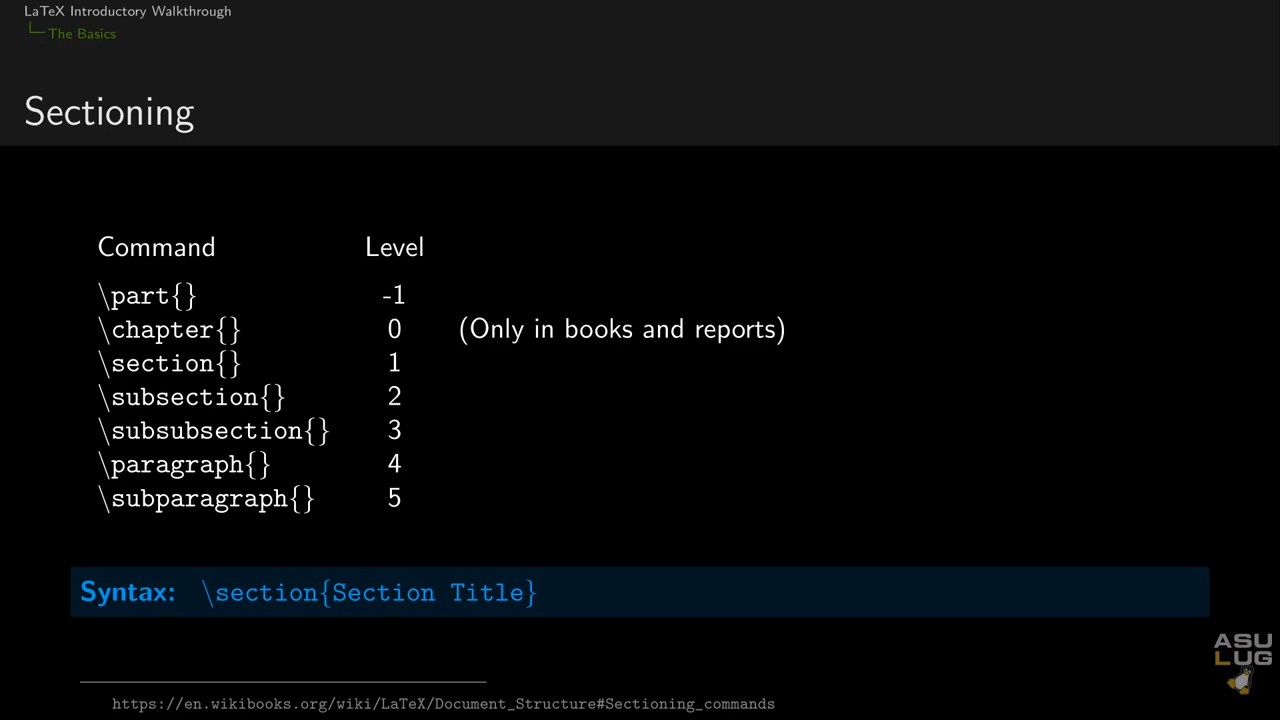 LaTeX Introductory Walkthrough
The Basics
Sectioning
Command Level
\part{} -1
\chapter{} 0 (Only in books and reports)
\section{} 1
\subsection{} 2
\subsubsection{} 3
\paragraph{} 4
\subparagraph{} 5
Syntax: \section{Section Title}
https://en.wikibooks.org/wiki/LaTeX/Document_Structure#Sectioning_commands
ASU
LUG